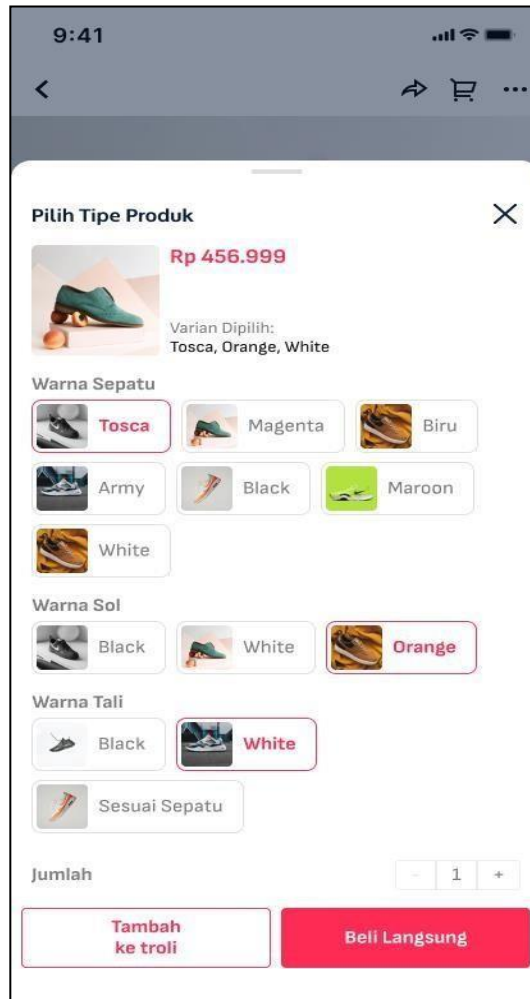 9:41
Pilih Tipe Produk
Rp 456.999
Varian Dipilih:
Tosca, Orange, White
Warna Sepatu
Tosca
Magenta
Biru
Army
Black
Maroon
White
Warna Sol
Black
White
Orange
Warna Tali
Black
White
Sesuai Sepatu
Jumlah
- 1 +
Tambah
ke troli
Beli Langsung